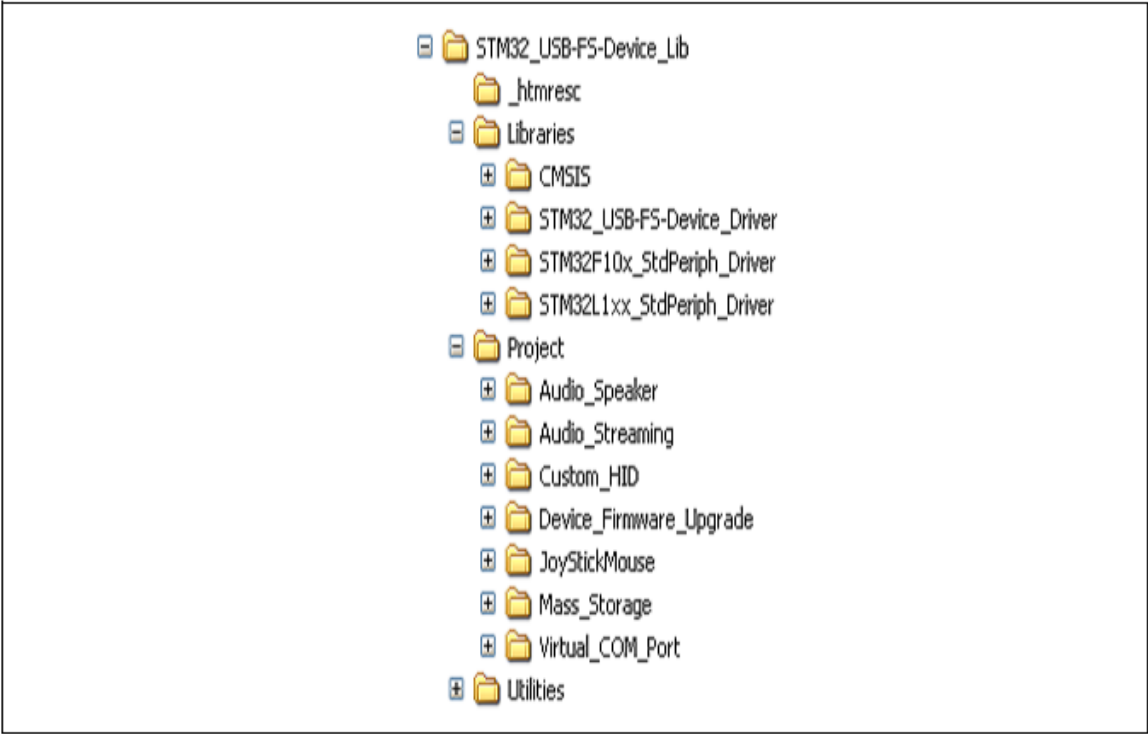 STM32_USB-FS-Device_Lib
_htmresc
Libraries
CMSIS
STM32_USB-FS-Device_Driver
STM32F10x_StdPeriph_Driver
STM32L1xx_StdPeriph_Driver
Project
Audio_Speaker
Audio_Streaming
Custom_HID
Device_Firmware_Upgrade
JoyStickMouse
Mass_Storage
Virtual_COM_Port
Utilities